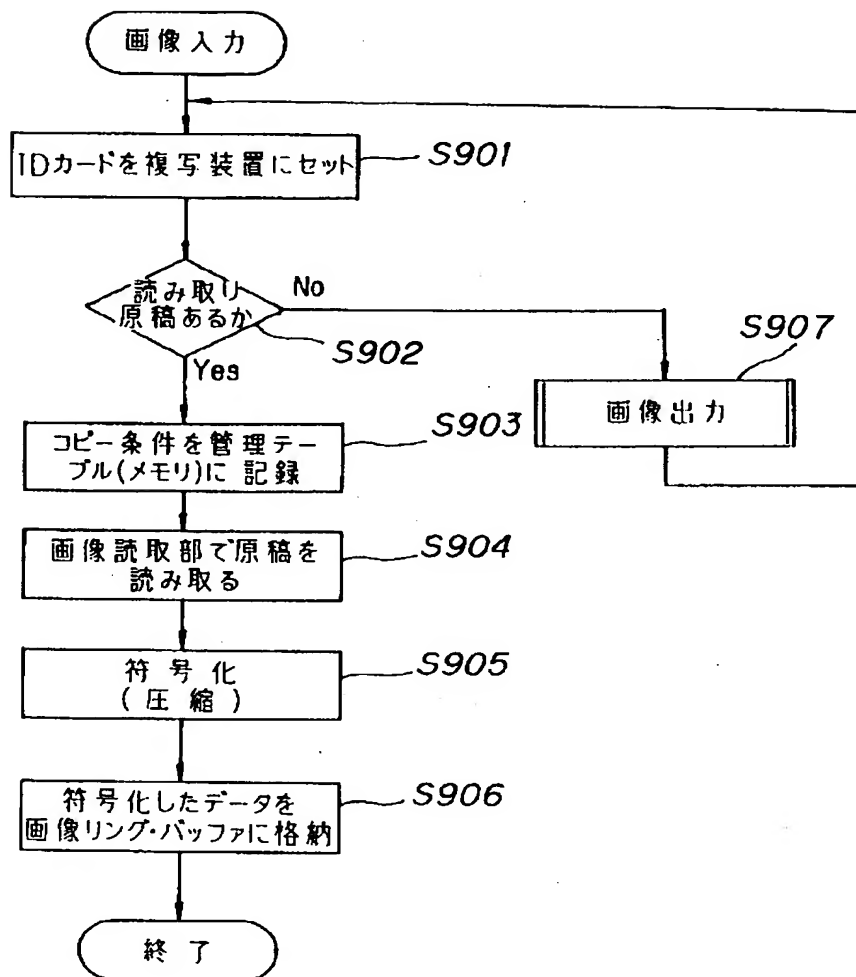 画像入力
IDカードを複写装置にセット
S901
読み取り
原稿あるか
No
S902
Yes
S907
画像出力
コピー条件を管理テー
ブル(メモリ)に記録
S903
画像読取部で原稿を
読み取る
S904
符号化
(圧縮)
S905
符号化したデータを
画像リング・バッファに格納
S906
終了